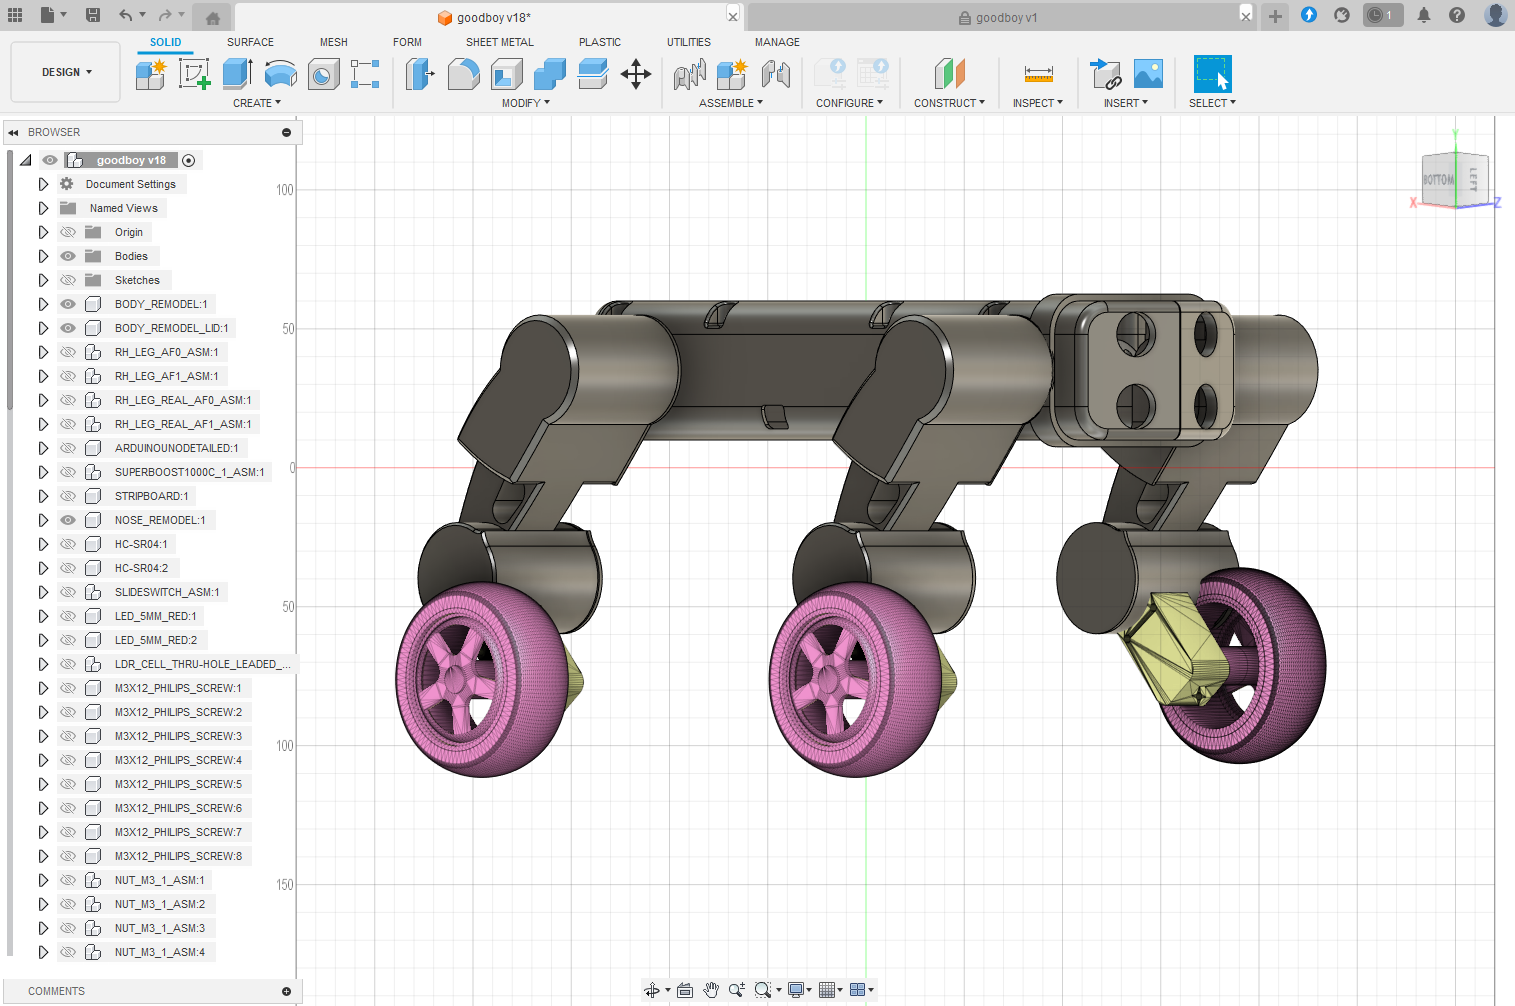 goodboy v18*
goodboy v1
1
DESIGN
SOLID
SURFACE
MESH
FORM
SHEET METAL
PLASTIC
UTILITIES
MANAGE
CREATE
MODIFY
ASSEMBLE
CONFIGURE
CONSTRUCT
INSPECT
INSERT
SELECT
BROWSER
goodboy v18
Document Settings
Named Views
Origin
Bodies
Sketches
BODY_REMODEL:1
BODY_REMODEL_LID:1
RH_LEG_AF0_ASM:1
RH_LEG_AF1_ASM:1
RH_LEG_REAL_AF0_ASM:1
RH_LEG_REAL_AF1_ASM:1
ARDUINOUNODETAILED:1
SUPERBOOST1000C_1_ASM:1
STRIPBOARD:1
NOSE_REMODEL:1
HC-SR04:1
HC-SR04:2
SLIDESWITCH_ASM:1
LED_5MM_RED:1
LED_5MM_RED:2
LDR_CELL_THRU-HOLE_LEADED_...
M3X12_PHILIPS_SCREW:1
M3X12_PHILIPS_SCREW:2
M3X12_PHILIPS_SCREW:3
M3X12_PHILIPS_SCREW:4
M3X12_PHILIPS_SCREW:5
M3X12_PHILIPS_SCREW:6
M3X12_PHILIPS_SCREW:7
M3X12_PHILIPS_SCREW:8
NUT_M3_1_ASM:1
NUT_M3_1_ASM:2
NUT_M3_1_ASM:3
NUT_M3_1_ASM:4
COMMENTS
100
50
0
50
100
150
Y
BOTTOM
LEFT
X
Z